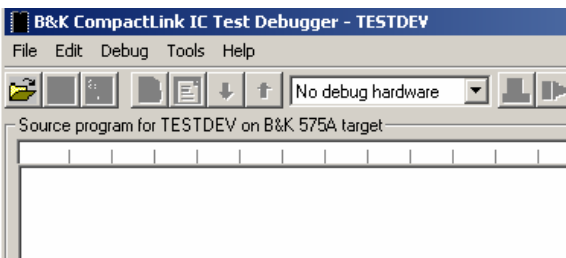 B&K CompactLink IC Test Debugger - TESTDEV
File Edit Debug Tools Help
No debug hardware
Source program for TESTDEV on B&K 575A target